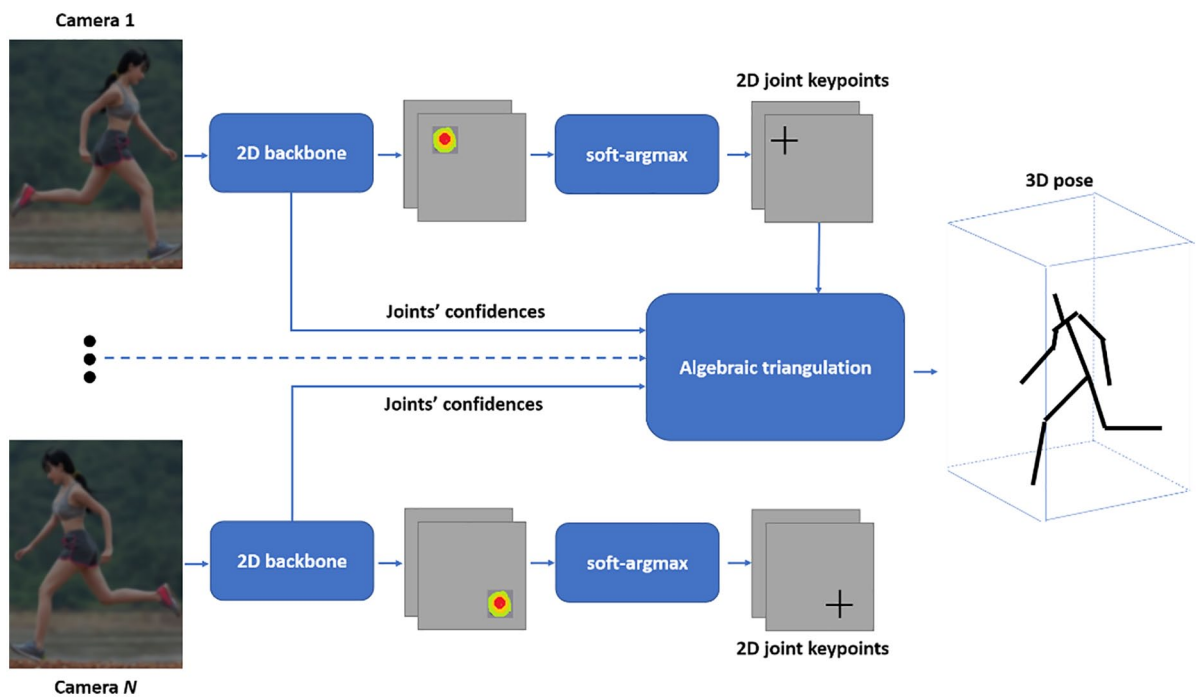 Camera 1
2D backbone
soft-argmax
2D joint keypoints
3D pose
Joints’ confidences
Algebraic triangulation
Joints’ confidences
2D backbone
soft-argmax
2D joint keypoints
Camera N